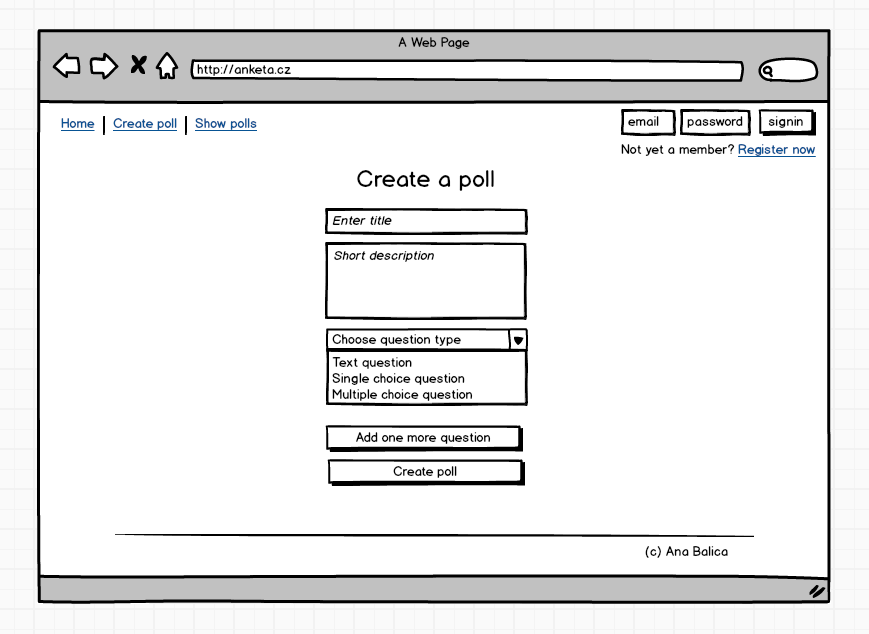 A Web Page
http://anketa.cz
Home Create poll Show polls
email password signin
Not yet a member? Register now
Create a poll
Enter title
Short description
Choose question type
Text question
Single choice question
Multiple choice question
Add one more question
Create poll
(c) Ana Balica